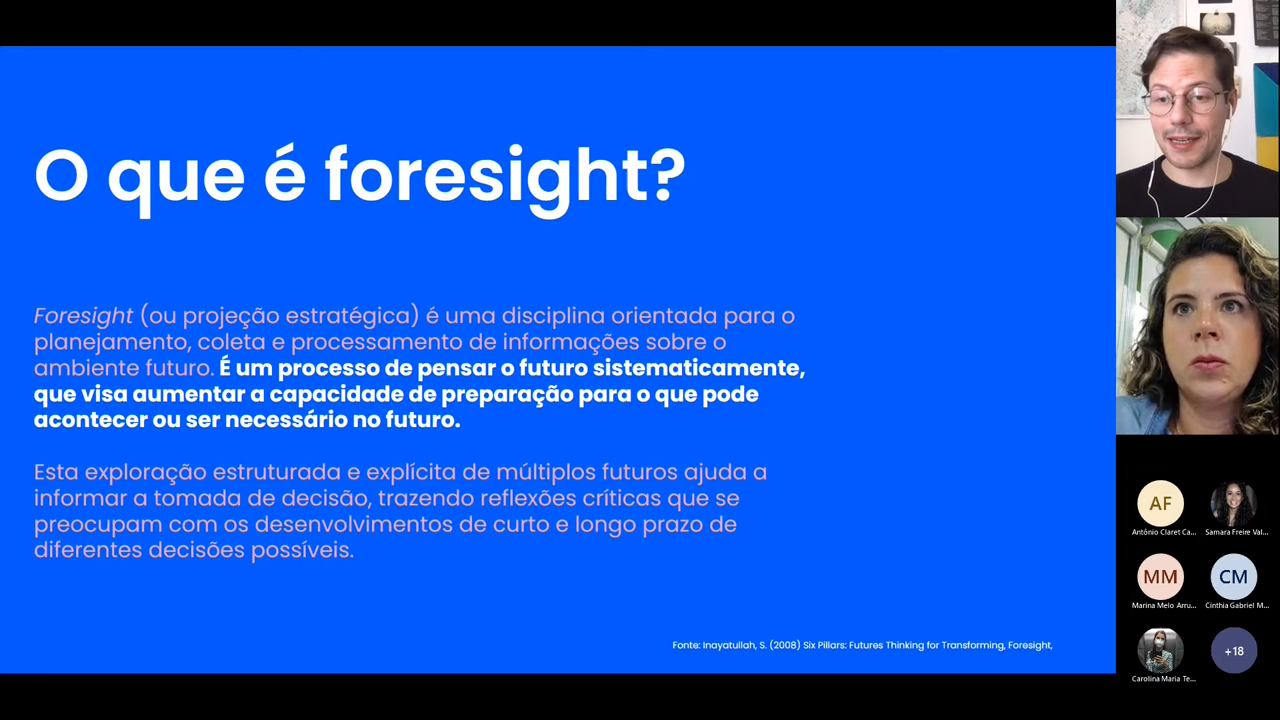 O que é foresight?
Foresight (ou projeção estratégica) é uma disciplina orientada para o
planejamento, coleta e processamento de informações sobre o
ambiente futuro. É um processo de pensar o futuro sistematicamente,
que visa aumentar a capacidade de preparação para o que pode
acontecer ou ser necessário no futuro.
Esta exploração estruturada e explícita de múltiplos futuros ajuda a
informar a tomada de decisão, trazendo reflexões críticas que se
preocupam com os desenvolvimentos de curto e longo prazo de
diferentes decisões possíveis.
Fonte: Inayatullah, S. (2008) Six Pillars: Futures Thinking for Transforming, Foresight,
AF
Antônio Claret Ca...
Samara Freire Val...
MM
Marina Melo Arru...
CM
Cinthia Gabriel M...
Carolina Maria Te...
+18